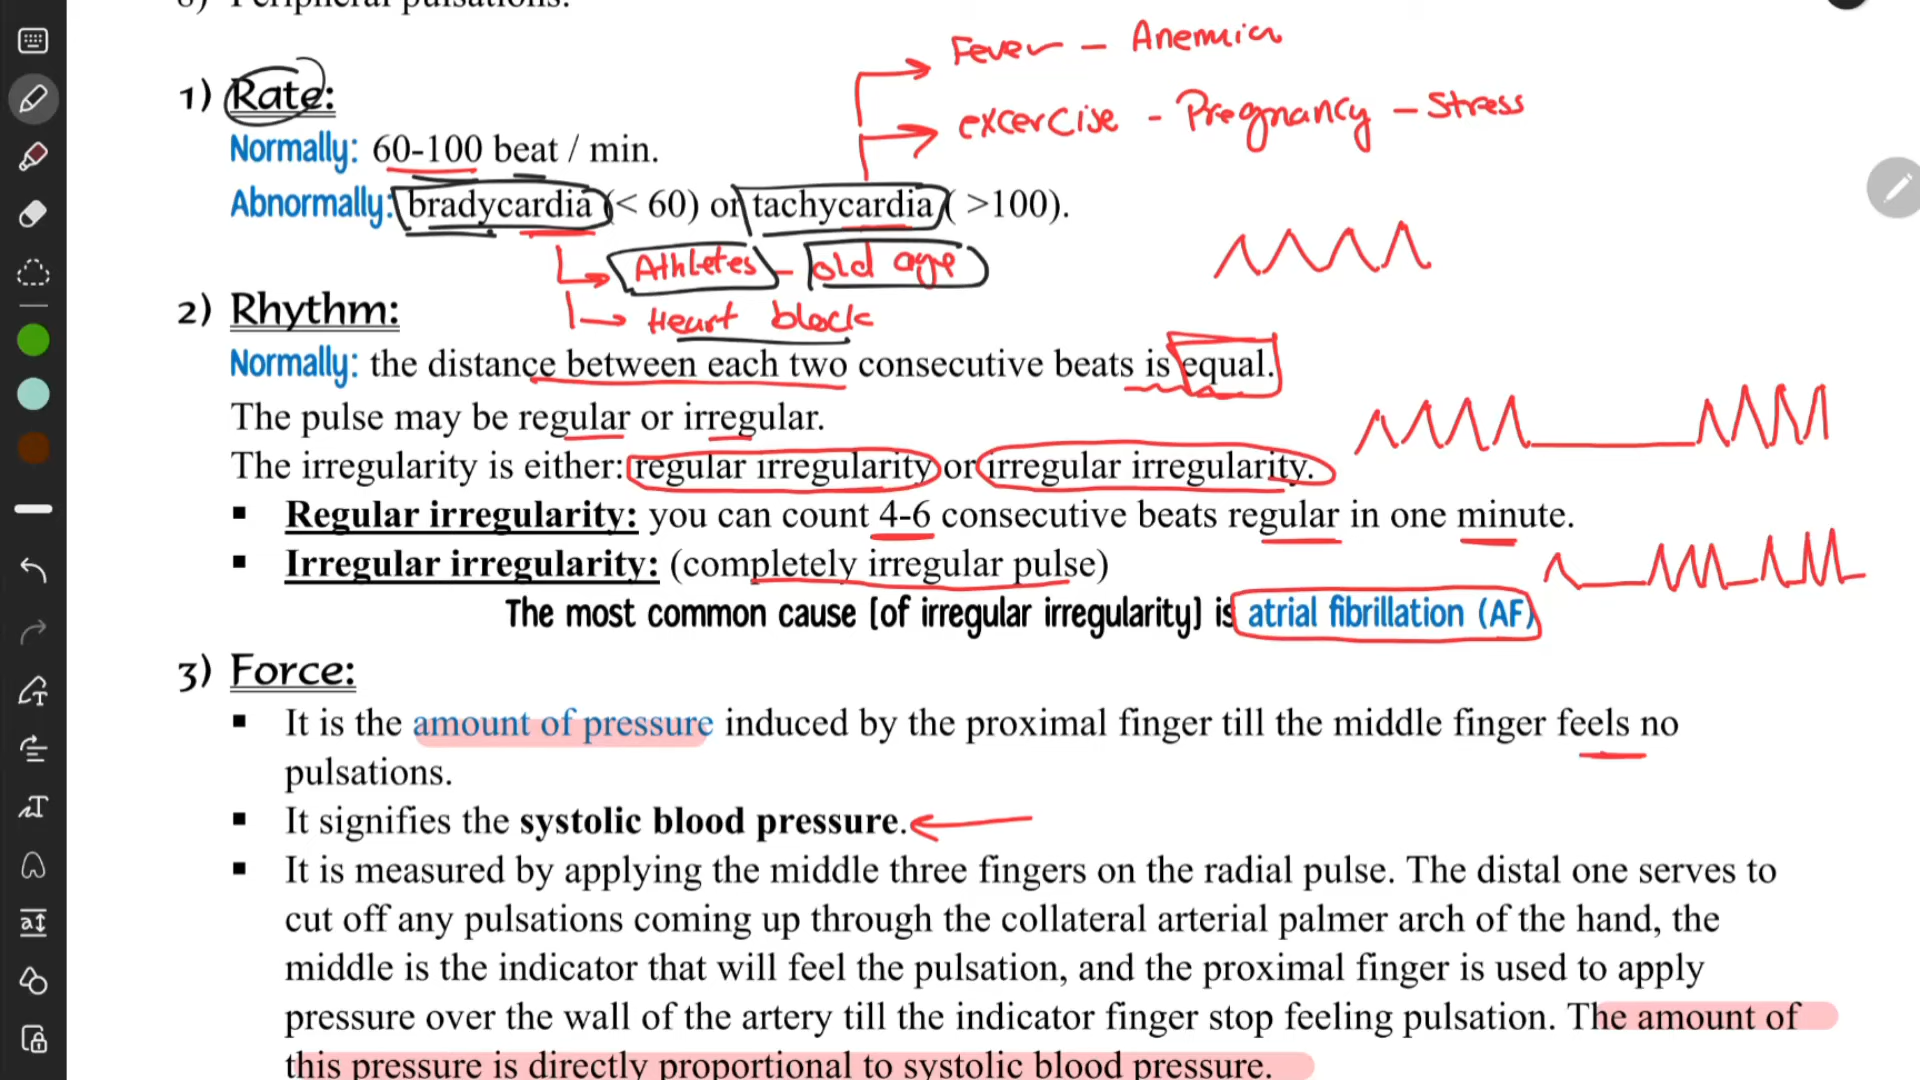 Fever – Anemia
1) Rate:
excercise - Pregnancy – Stress
Normally: 60-100 beat / min.
Abnormally: bradycardia (< 60) or tachycardia ( >100).
Athletes – old age
2) Rhythm:
Heart block
Normally: the distance between each two consecutive beats is equal.
The pulse may be regular or irregular.
The irregularity is either: regular irregularity or irregular irregularity.
▪ Regular irregularity: you can count 4-6 consecutive beats regular in one minute.
▪ Irregular irregularity: (completely irregular pulse)
The most common cause [of irregular irregularity] is atrial fibrillation (AF)
3) Force:
▪ It is the amount of pressure induced by the proximal finger till the middle finger feels no
pulsations.
▪ It signifies the systolic blood pressure.
▪ It is measured by applying the middle three fingers on the radial pulse. The distal one serves to
cut off any pulsations coming up through the collateral arterial palmer arch of the hand, the
middle is the indicator that will feel the pulsation, and the proximal finger is used to apply
pressure over the wall of the artery till the indicator finger stop feeling pulsation. The amount of
this pressure is directly proportional to systolic blood pressure.